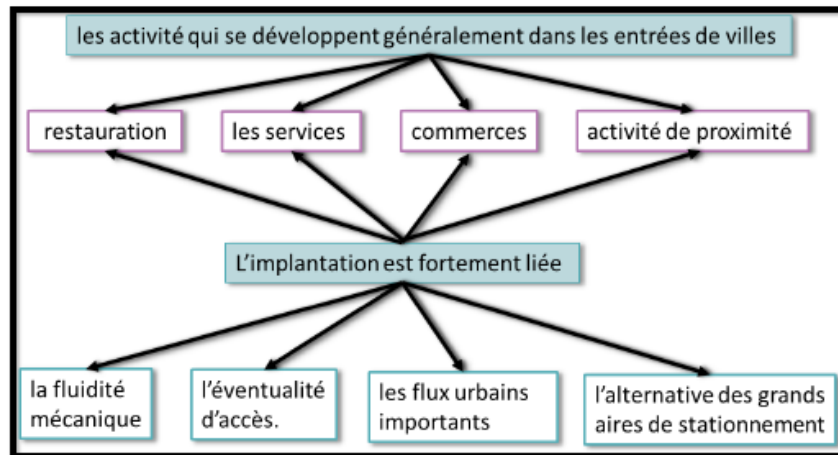 les activité qui se développent généralement dans les entrées de villes
restauration
les services
commerces
activité de proximité
L'implantation est fortement liée
la fluidité
mécanique
l'éventualité
d'accès.
les flux urbains
importants
l'alternative des grands
aires de stationnement